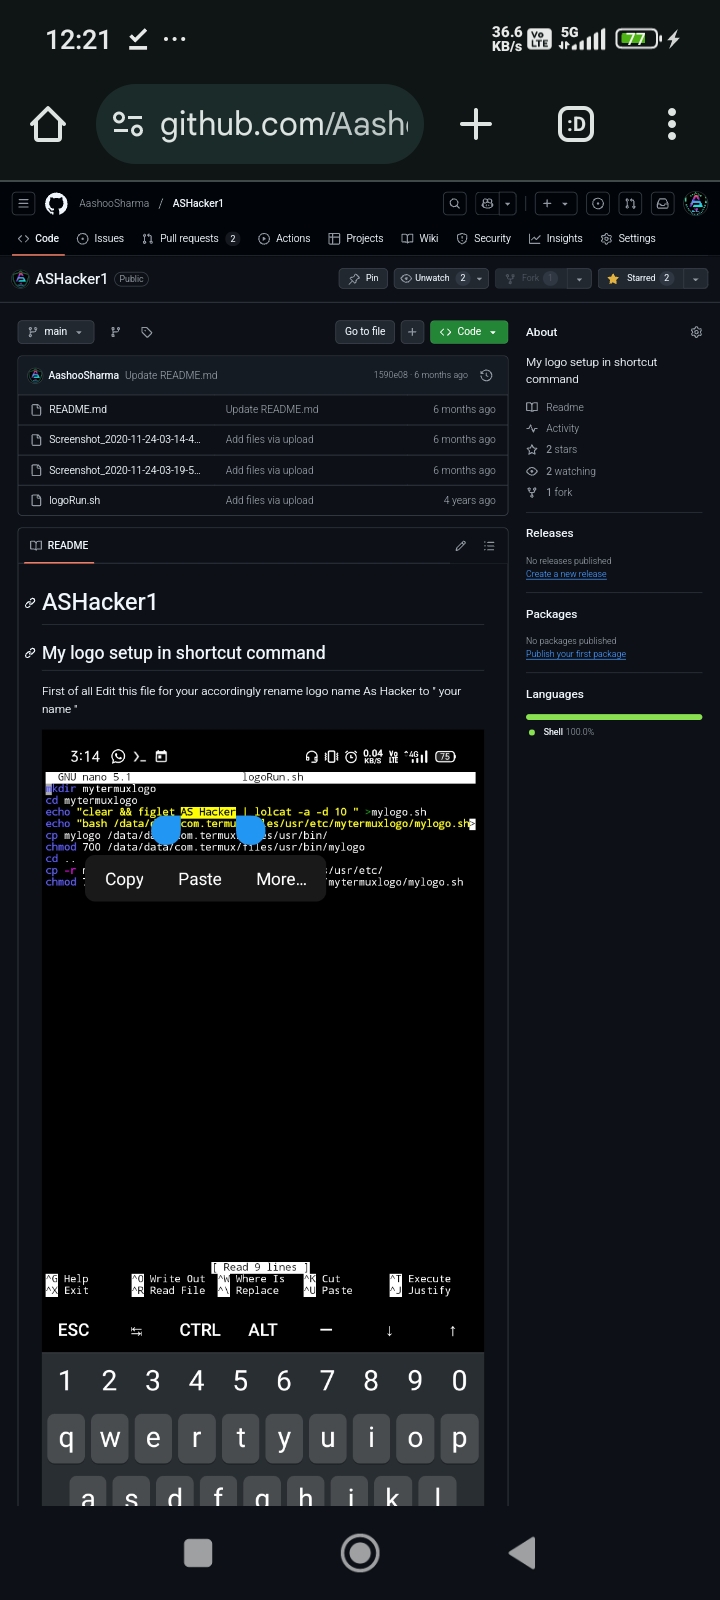 12:21
36.6 KB/s Vo LTE 5G 77
github.com/Aash
:D
AashooSharma / ASHacker1
Code Issues Pull requests 2 Actions Projects Wiki Security Insights Settings
ASHacker1 Public Pin Unwatch 2 Fork 1 Starred 2
main Go to file Code
AashooSharma Update README.md 1590e08 · 6 months ago
README.md Update README.md 6 months ago
Screenshot_2020-11-24-03-14-4... Add files via upload 6 months ago
Screenshot_2020-11-24-03-19-5... Add files via upload 6 months ago
logoRun.sh Add files via upload 4 years ago
About
My logo setup in shortcut
command
Readme
Activity
2 stars
2 watching
1 fork
Releases
No releases published
Create a new release
Packages
No packages published
Publish your first package
Languages
Shell 100.0%
README
ASHacker1
My logo setup in shortcut command
First of all Edit this file for your accordingly rename logo name As Hacker to " your
name "
3:14 0.04 KB/S Vo LTE 4G 75
GNU nano 5.1 logoRun.sh
mkdir mytermuxlogo
cd mytermuxlogo
echo "clear && figlet AS Hacker | lolcat -a -d 10 " >mylogo.sh
echo "bash /data/ com.termu les/usr/etc/mytermuxlogo/mylogo.sh>
cp mylogo /data/data/com.termux/files/usr/bin/
chmod 700 /data/data/com.termux/files/usr/bin/mylogo
cd ..
cp -r s/usr/etc/
chmod /mytermuxlogo/mylogo.sh
Copy Paste More...
[ Read 9 lines ]
^G Help ^O Write Out ^W Where Is ^K Cut ^T Execute
^X Exit ^R Read File ^\ Replace ^U Paste ^J Justify
ESC CTRL ALT — ↓ ↑
1 2 3 4 5 6 7 8 9 0
q w e r t y u i o p
a s d f g h j k l